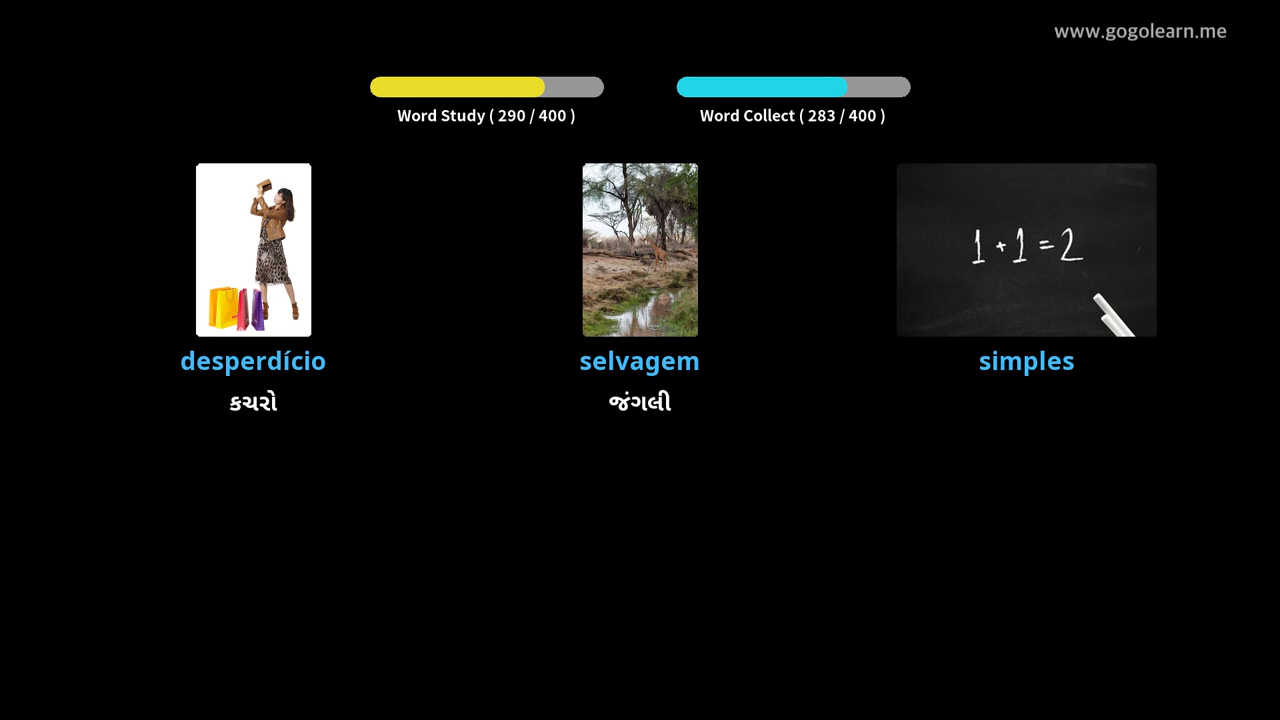 www.gogolearn.me
Word Study ( 290 / 400 )
Word Collect ( 283 / 400 )
1 + 1 = 2
desperdício
selvagem
simples
કચરો
જંગલી